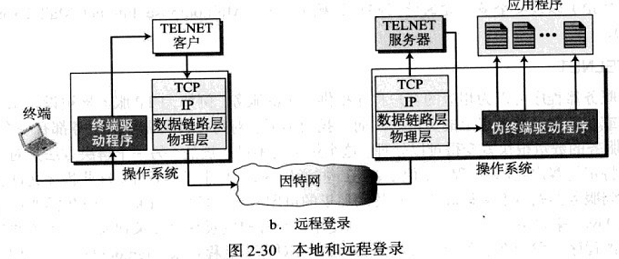 TELNET
客户
TCP
IP
数据链路层
物理层
终端
终端驱
动程序
操作系统
因特网
TELNET
服务器
应用程序
TCP
IP
数据链路层
物理层
伪终端驱动程序
操作系统
b. 远程登录
图 2-30 本地和远程登录